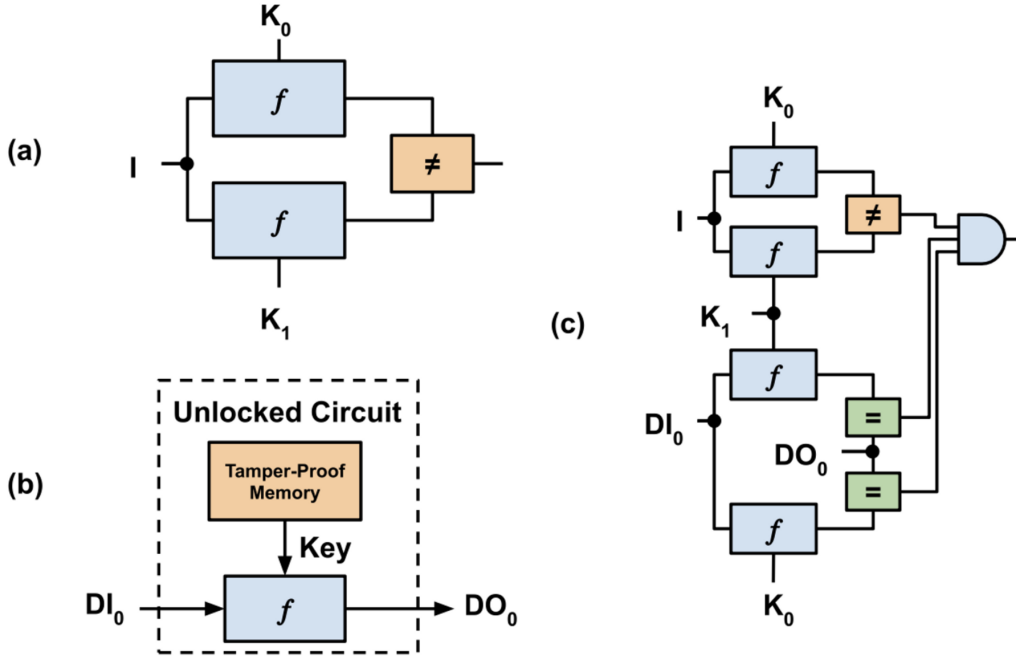 (a)
K₀
f
I
≠
f
K₁
(b)
Unlocked Circuit
Tamper-Proof
Memory
Key
DI₀
f
DO₀
(c)
K₀
f
I
≠
f
K₁
f
DI₀
=
DO₀
=
f
K₀